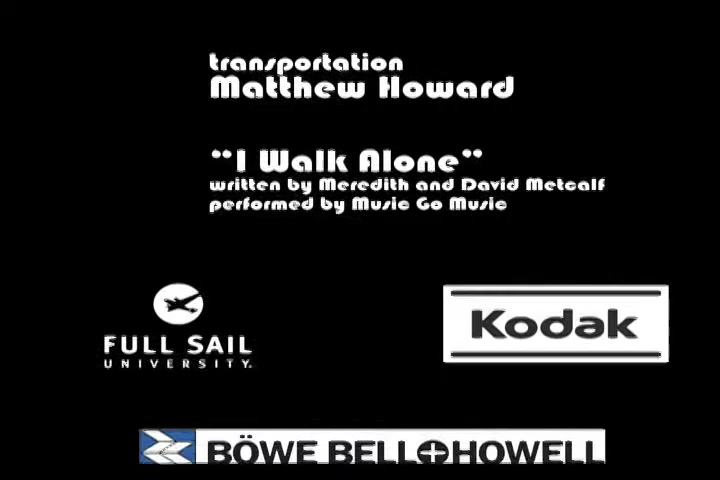 transportation
Matthew Howard
"I Walk Alone"
written by Meredith and David Metcalf
performed by Music Go Music
FULL SAIL
UNIVERSITY.
Kodak
BÖWE BELL+HOWELL